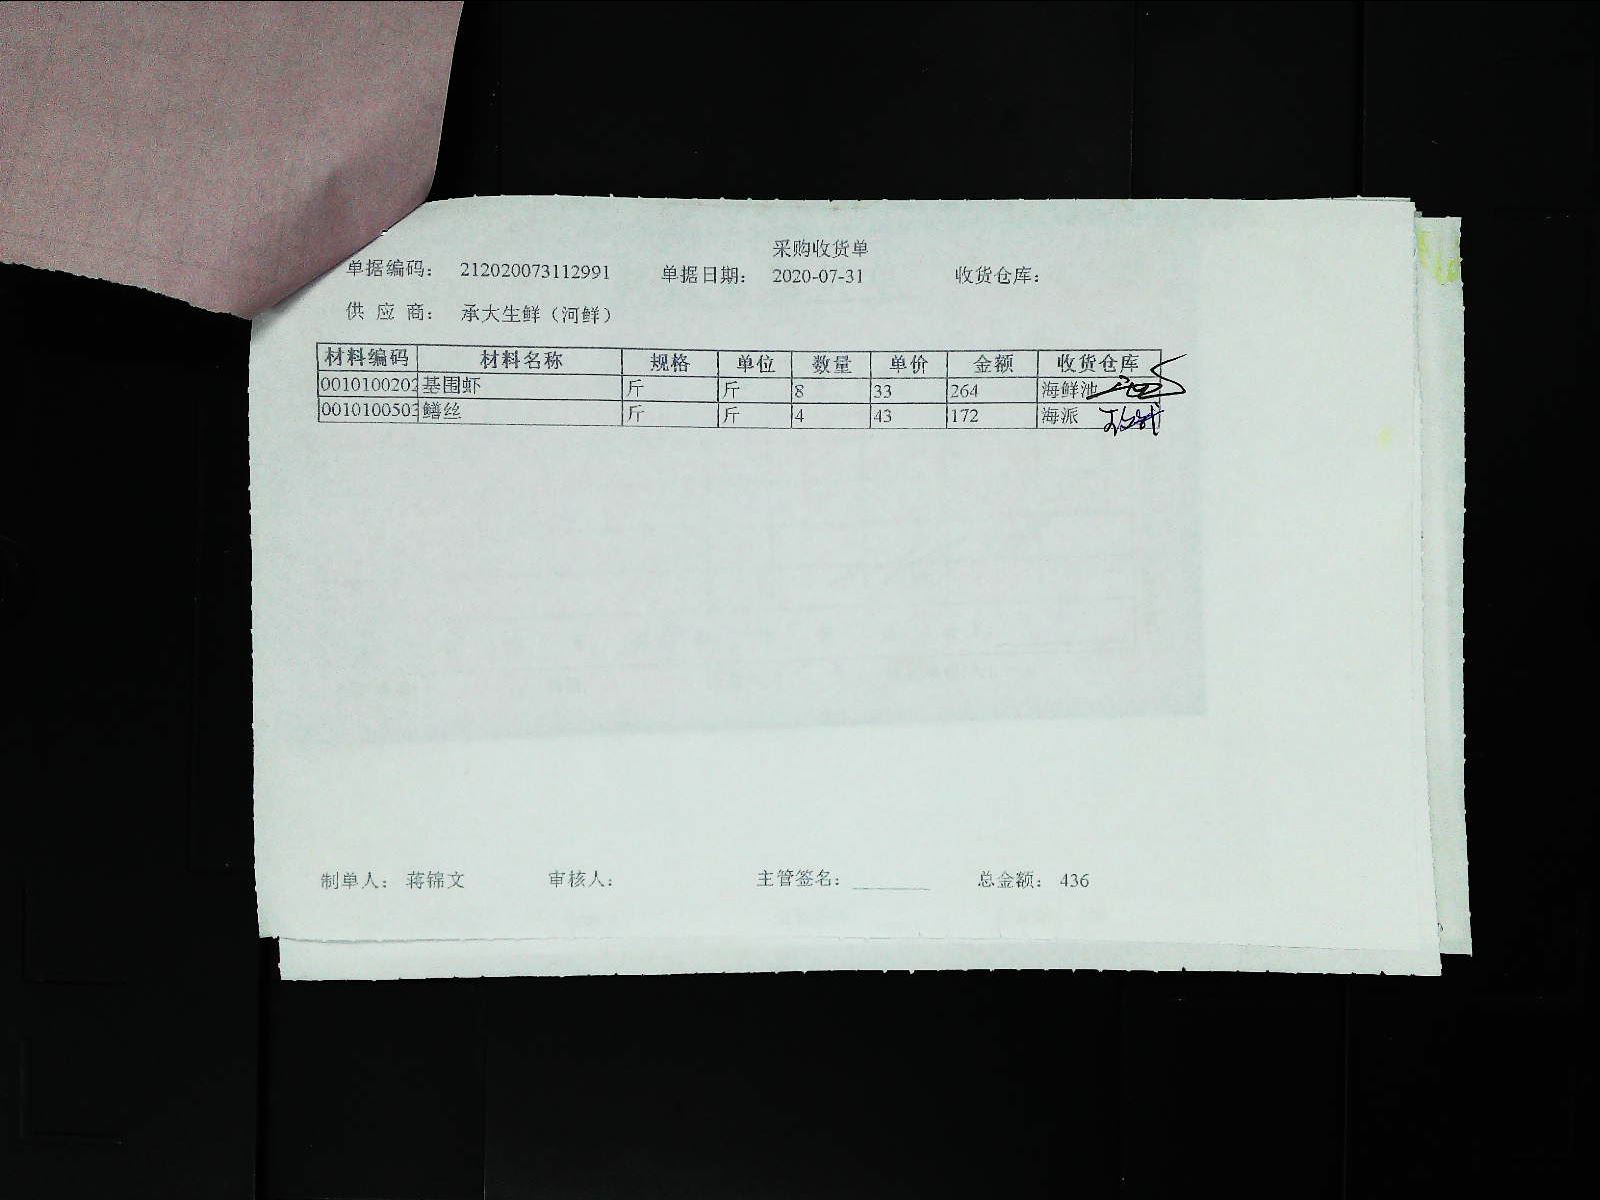 采购收货单
单据编码： 212020073112991 单据日期： 2020-07-31 收货仓库：
供 应 商： 承大生鲜（河鲜）
材料编码 材料名称 规格 单位 数量 单价 金额 收货仓库
0010100202 基围虾 斤 斤 8 33 264 海鲜池
0010100503 鳝丝 斤 斤 4 43 172 海派
制单人： 蒋锦文 审核人： 主管签名： 总金额： 436